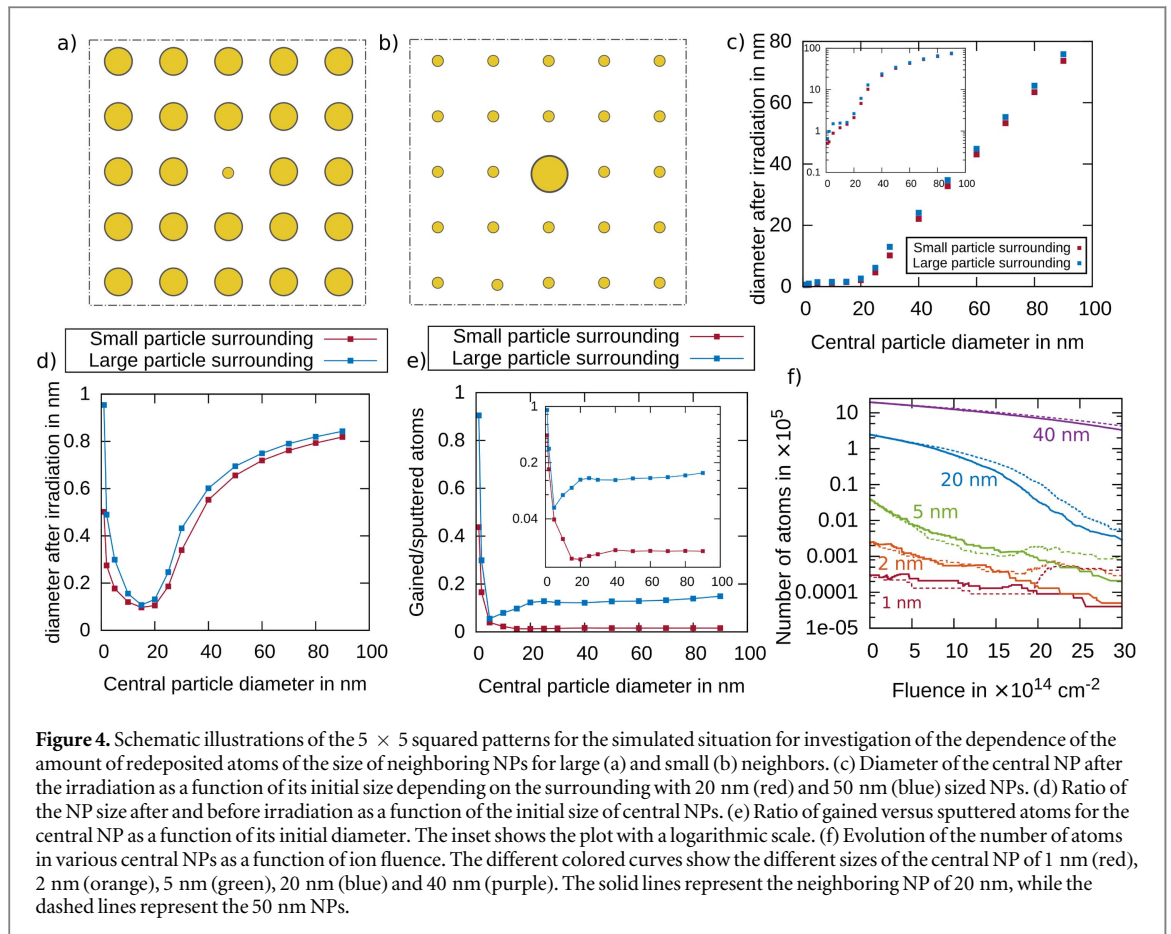 a)
b)
c)
diameter after irradiation in nm
80
60
40
20
0
0 20 40 60 80 100
Central particle diameter in nm
100
10
1
0.1
0 20 40 60 80 100
Small particle surrounding
Large particle surrounding
Small particle surrounding
Large particle surrounding
d)
diameter after irradiation in nm
1
0.8
0.6
0.4
0.2
0
0 20 40 60 80 100
Central particle diameter in nm
Small particle surrounding
Large particle surrounding
e)
Gained/sputtered atoms
1
0.8
0.6
0.4
0.2
0
0 20 40 60 80 100
Central particle diameter in nm
1
0.2
0.04
0 20 40 60 80 100
f)
Number of atoms in ×10⁵
10
1
0.1
0.01
0.001
0.0001
1e-05
0 5 10 15 20 25 30
Fluence in ×10¹⁴ cm⁻²
40 nm
20 nm
5 nm
2 nm
1 nm
Figure 4. Schematic illustrations of the 5 × 5 squared patterns for the simulated situation for investigation of the dependence of the
amount of redeposited atoms of the size of neighboring NPs for large (a) and small (b) neighbors. (c) Diameter of the central NP after
the irradiation as a function of its initial size depending on the surrounding with 20 nm (red) and 50 nm (blue) sized NPs. (d) Ratio of
the NP size after and before irradiation as a function of the initial size of central NPs. (e) Ratio of gained versus sputtered atoms for the
central NP as a function of its initial diameter. The inset shows the plot with a logarithmic scale. (f) Evolution of the number of atoms
in various central NPs as a function of ion fluence. The different colored curves show the different sizes of the central NP of 1 nm (red),
2 nm (orange), 5 nm (green), 20 nm (blue) and 40 nm (purple). The solid lines represent the neighboring NP of 20 nm, while the
dashed lines represent the 50 nm NPs.